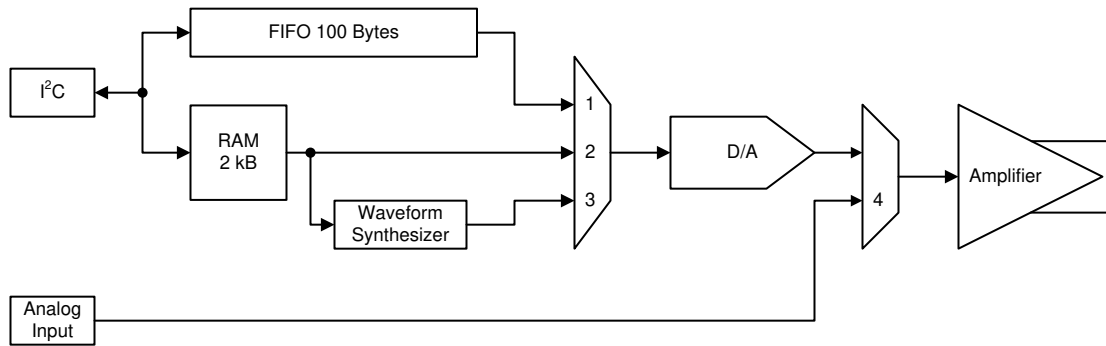 FIFO 100 Bytes
I²C
RAM
2 kB
1
2
3
D/A
4
Amplifier
Waveform
Synthesizer
Analog
Input